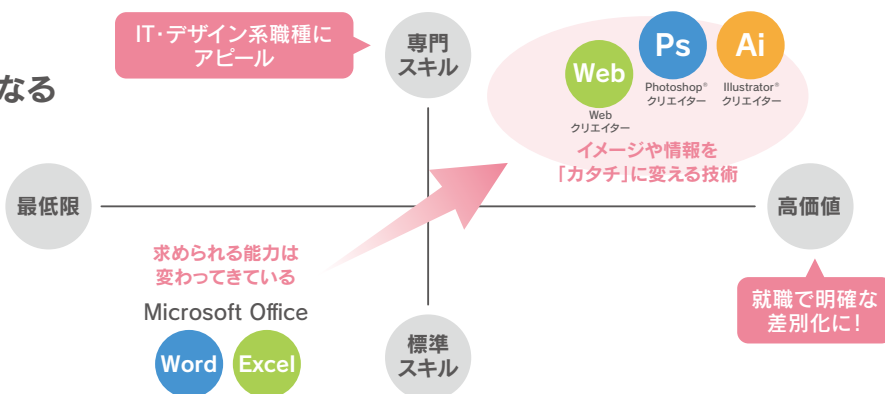 IT・デザイン系職種に
アピール
なる
専門
スキル
Web
Ps
Ai
Web
クリエイター
Photoshop®
クリエイター
Illustrator®
クリエイター
イメージや情報を
「カタチ」に変える技術
最低限
高価値
求められる能力は
変わってきている
Microsoft Office
Word
Excel
標準
スキル
就職で明確な
差別化に!